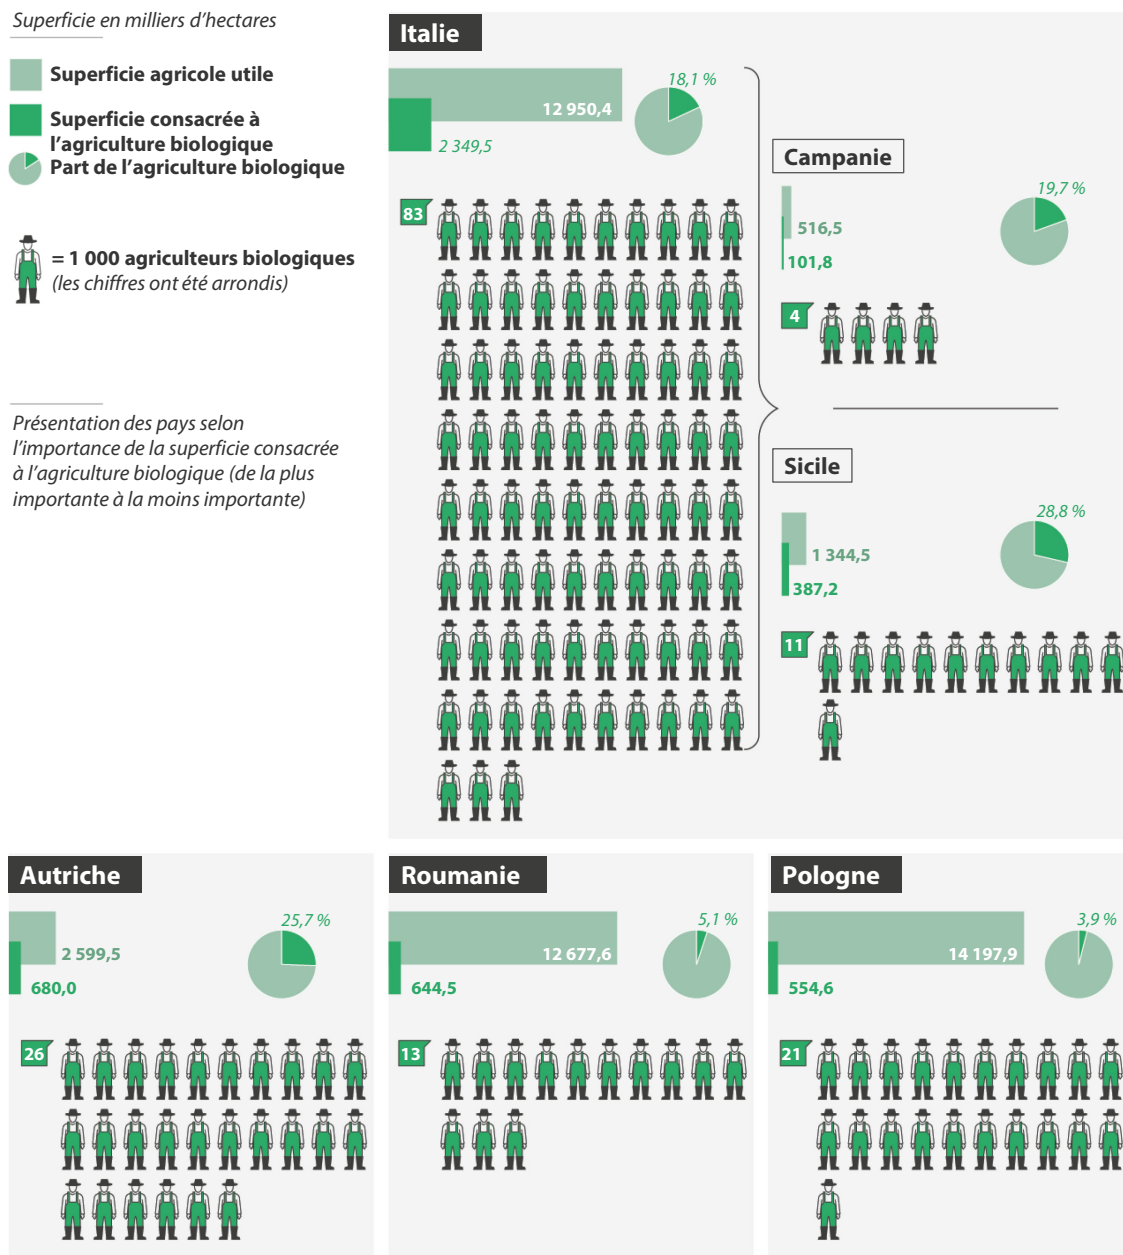 Superficie en milliers d’hectares
Superficie agricole utile
Superficie consacrée à
l’agriculture biologique
Part de l’agriculture biologique
= 1 000 agriculteurs biologiques
(les chiffres ont été arrondis)
Présentation des pays selon
l’importance de la superficie consacrée
à l’agriculture biologique (de la plus
importante à la moins importante)
Italie
12 950,4
2 349,5
18,1 %
83
Campanie
516,5
101,8
19,7 %
4
Sicile
1 344,5
387,2
28,8 %
11
Autriche
2 599,5
680,0
25,7 %
26
Roumanie
12 677,6
644,5
5,1 %
13
Pologne
14 197,9
554,6
3,9 %
21